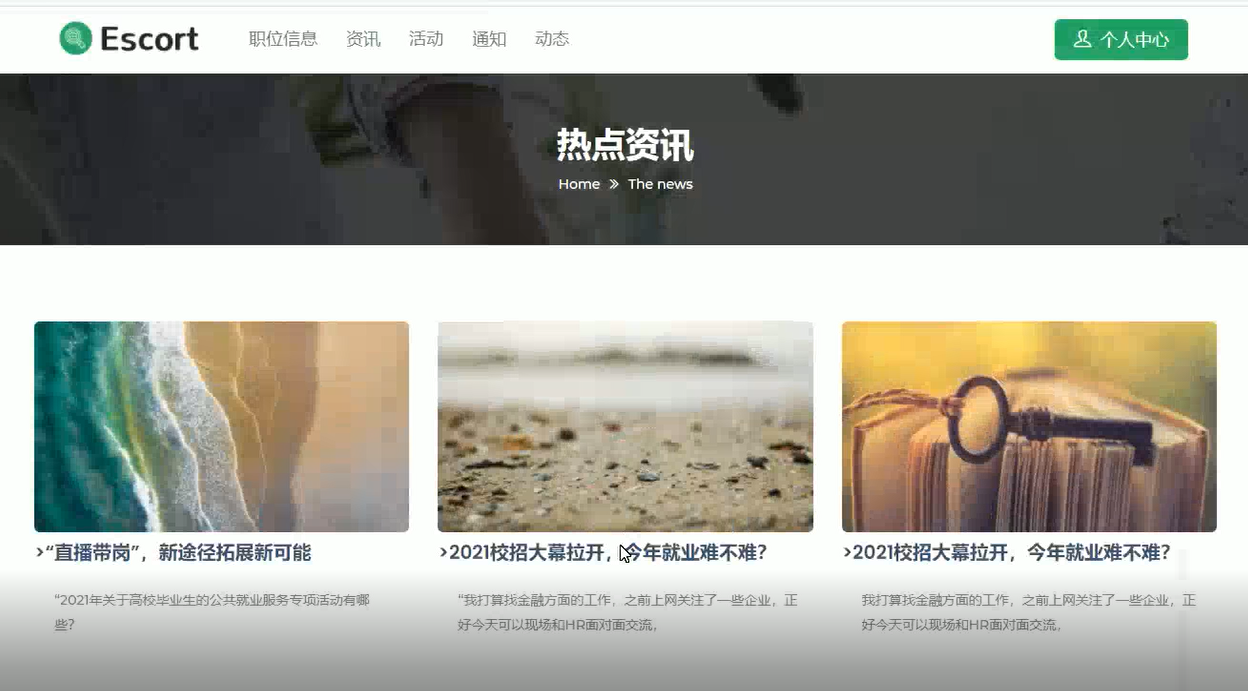 Escort
职位信息
资讯
活动
通知
动态
个人中心
热点资讯
Home » The news
>“直播带岗”，新途径拓展新可能
“2021年关于高校毕业生的公共就业服务专项活动有哪
些？
>2021校招大幕拉开，今年就业难不难？
“我打算找金融方面的工作，之前上网关注了一些企业，正
好今天可以现场和HR面对面交流，
>2021校招大幕拉开，今年就业难不难？
我打算找金融方面的工作，之前上网关注了一些企业，正
好今天可以现场和HR面对面交流，